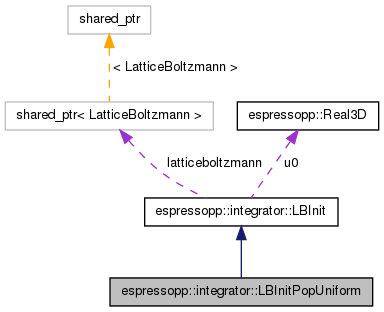 shared_ptr
< LatticeBoltzmann >
shared_ptr< LatticeBoltzmann >
espressopp::Real3D
latticeboltzmann
u0
espressopp::integrator::LBInit
espressopp::integrator::LBInitPopUniform